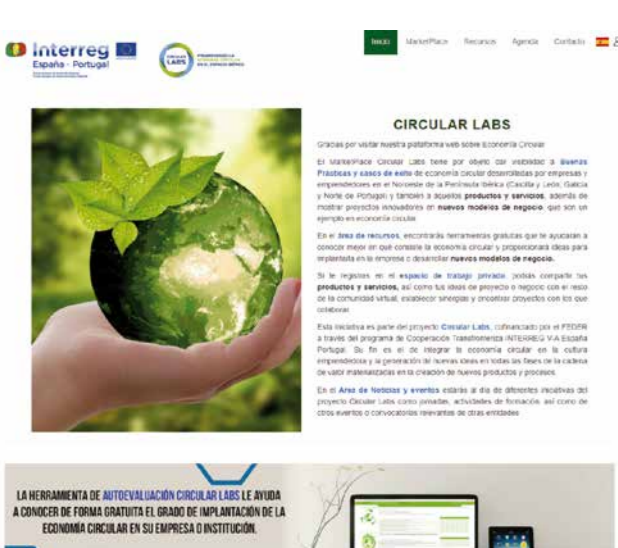 Interreg
España - Portugal
CIRCULAR
LABS
PROMOVIENDO LA
ECONOMÍA CIRCULAR
EN EL ESPACIO IBÉRICO
Inicio MarketPlace Recursos Agenda Contacto
CIRCULAR LABS
Gracias por visitar nuestra plataforma web sobre Economía Circular
El MarketPlace Circular Labs tiene por objeto dar visibilidad a Buenas
Prácticas y casos de éxito de economía circular desarrolladas por empresas y
emprendedores en el Noroeste de la Península Ibérica (Castilla y León, Galicia
y Norte de Portugal) y también a aquellos productos y servicios, además de
mostrar proyectos innovadores en nuevos modelos de negocio, que son un
ejemplo en economía circular
En el área de recursos, encontrarás herramientas gratuitas que te ayudarán a
conocer mejor en qué consiste la economía circular y proporcionará ideas para
implantarla en la empresa o desarrollar nuevos modelos de negocio.
Si te registras en el espacio de trabajo privado, podrás compartir tus
productos y servicios, así como tus ideas de proyecto o negocio con el resto
de la comunidad virtual, establecer sinergias y encontrar proyectos con los que
colaborar
Esta iniciativa es parte del proyecto Circular Labs, cofinanciado por el FEDER
a través del programa de Cooperación Transfronteriza INTERREG V-A España
Portugal. Su fin es el de integrar la economía circular en la cultura
emprendedora y la generación de nuevas ideas en todas las fases de la cadena
de valor materializadas en la creación de nuevos productos y procesos.
En el Area de Noticias y eventos estarás al día de diferentes iniciativas del
proyecto Circular Labs como jornadas, actividades de formación, así como de
otros eventos o convocatorias relevantes de otras entidades
LA HERRAMIENTA DE AUTOEVALUACIÓN CIRCULAR LABS LE AYUDA
A CONOCER DE FORMA GRATUITA EL GRADO DE IMPLANTACIÓN DE LA
ECONOMÍA CIRCULAR EN SU EMPRESA O INSTITUCIÓN.